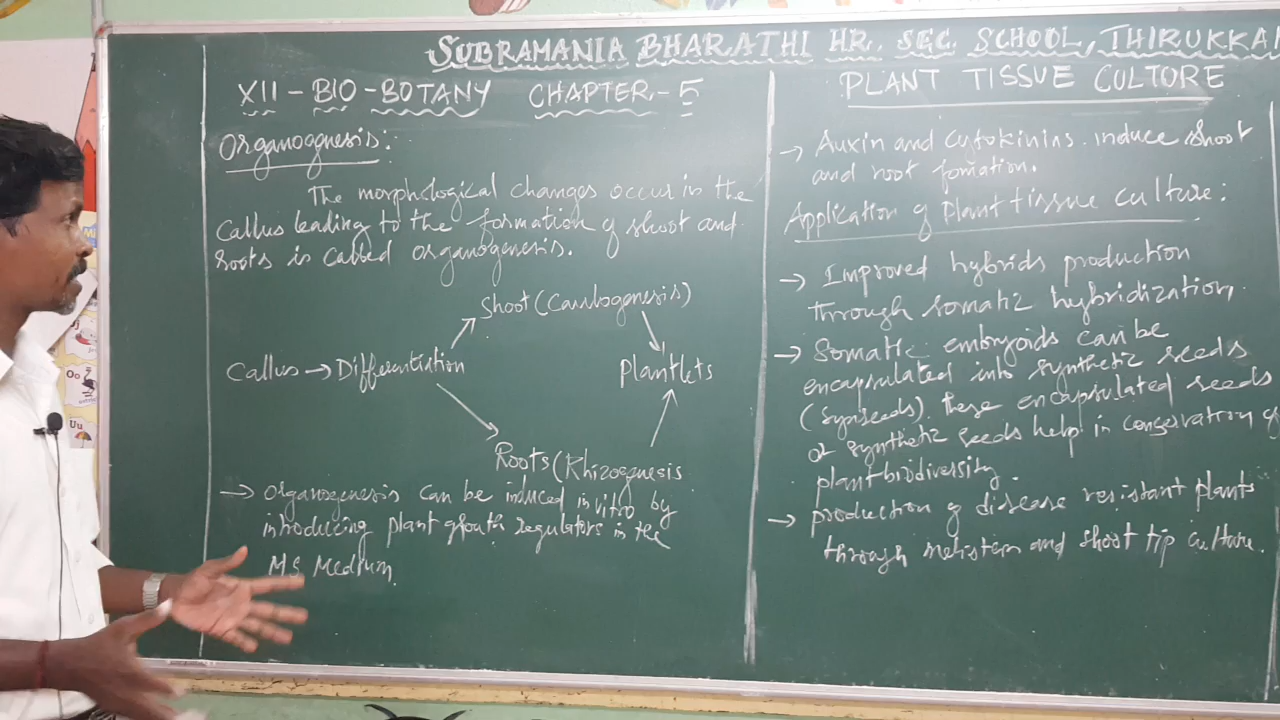 SUBRAMANIA BHARATHI HR. SEC. SCHOOL, THIRUKKA
XII - BIO - BOTANY CHAPTER - 5
Organogenesis:
The morphological changes occur in the
callus leading to the formation of shoot and
roots is called organogenesis.
Shoot (Caulogenesis)
Callus → Differentiation
Plantlets
Roots (Rhizogenesis
→ Organogenesis can be induced in vitro by
introducing plant growth regulators in the
MS Medium.
PLANT TISSUE CULTORE
→ Auxin and cytokinins induce shoot
and root fomation.
Application of Plant tissue culture:
→ Improved hybrids production
through somatic hybridization.
→ Somatic embryoids can be
encapsulated into synthetic seeds
(synseeds). these encapsulated seeds
or synthetic seeds help in conservation of
plant biodiversity.
→ production of disease resistant plants
through meristem and shoot tip culture.
Oo
Uu